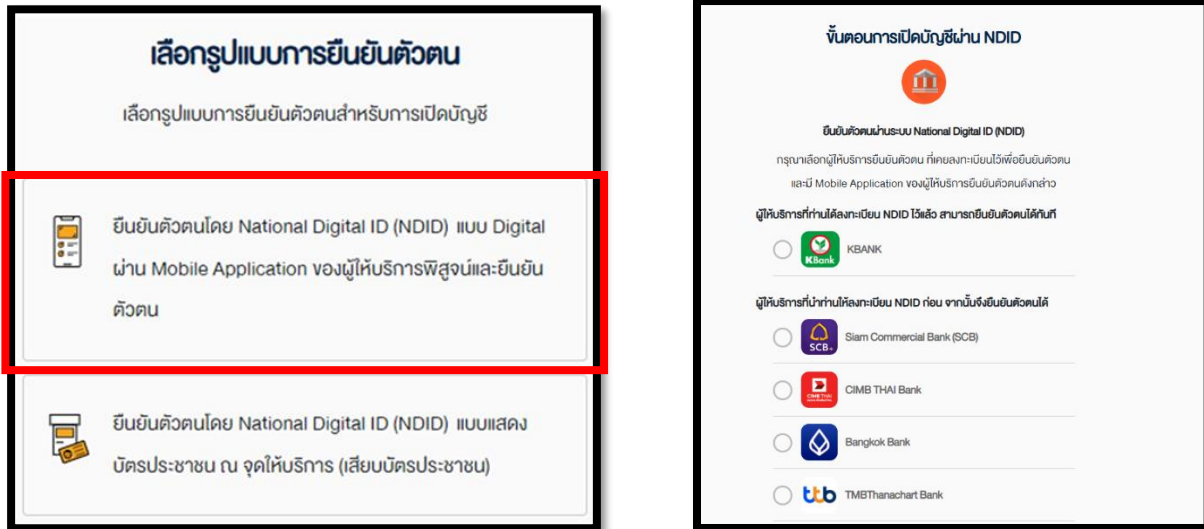 เลือกรูปแบบการยืนยันตัวตน
เลือกรูปแบบการยืนยันตัวตนสำหรับการเปิดบัญชี
ยืนยันตัวตนโดย National Digital ID (NDID) แบบ Digital
ผ่าน Mobile Application ของผู้ให้บริการพิสูจน์และยืนยัน
ตัวตน
ยืนยันตัวตนโดย National Digital ID (NDID) แบบแสดง
บัตรประชาชน ณ จุดให้บริการ (เสียบบัตรประชาชน)
ขั้นตอนการเปิดบัญชีผ่าน NDID
ยืนยันตัวตนผ่านระบบ National Digital ID (NDID)
กรุณาเลือกผู้ให้บริการยืนยันตัวตน ที่เคยลงทะเบียนไว้เพื่อยืนยันตัวตน
และมี Mobile Application ของผู้ให้บริการยืนยันตัวตนดังกล่าว
ผู้ให้บริการที่ท่านได้ลงทะเบียน NDID ไว้แล้ว สามารถยืนยันตัวตนได้ทันที
KBank
KBANK
ผู้ให้บริการที่นำท่านให้ลงทะเบียน NDID ก่อน จากนั้นจึงยืนยันตัวตนได้
SCB
Siam Commercial Bank (SCB)
CIMB THAI
CIMB THAI Bank
Bangkok Bank
ttb
TMBThanachart Bank